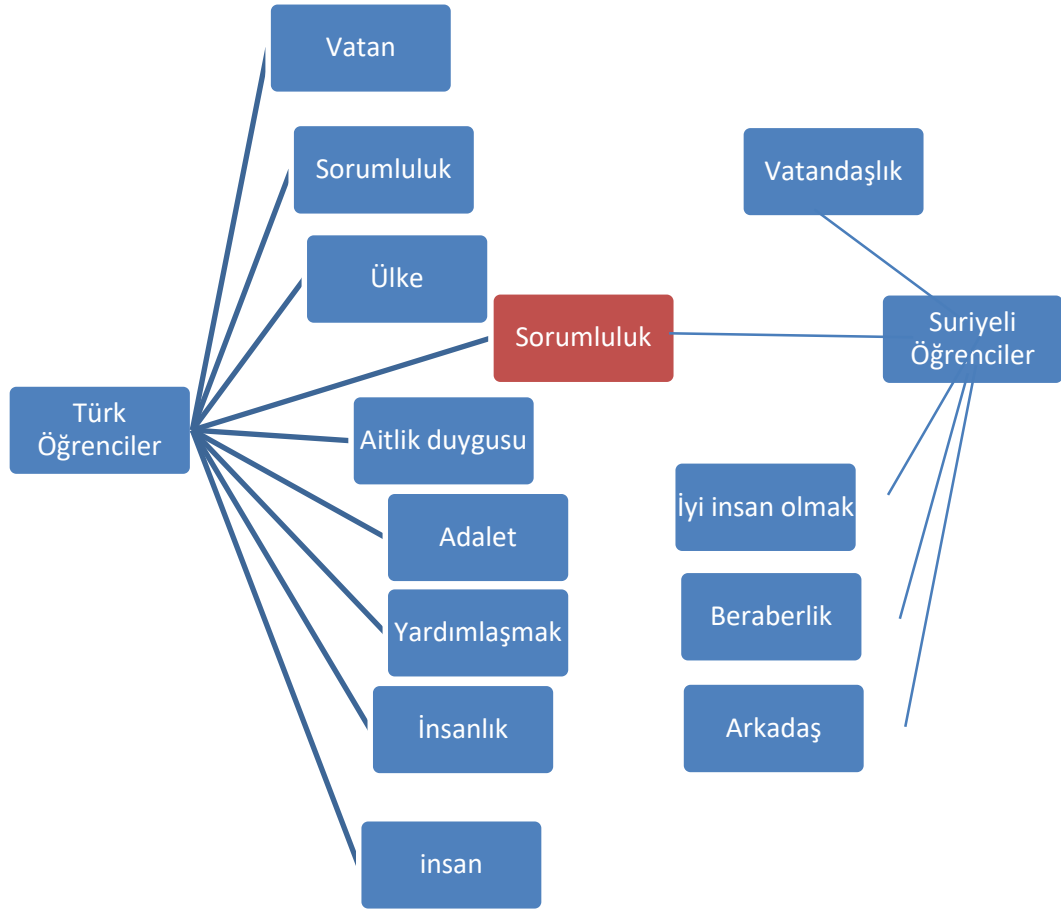 Vatan
Sorumluluk
Vatandaşlık
Ülke
Sorumluluk
Suriyeli
Öğrenciler
Türk
Öğrenciler
Aitlik duygusu
İyi insan olmak
Adalet
Beraberlik
Yardımlaşmak
İnsanlık
Arkadaş
insan